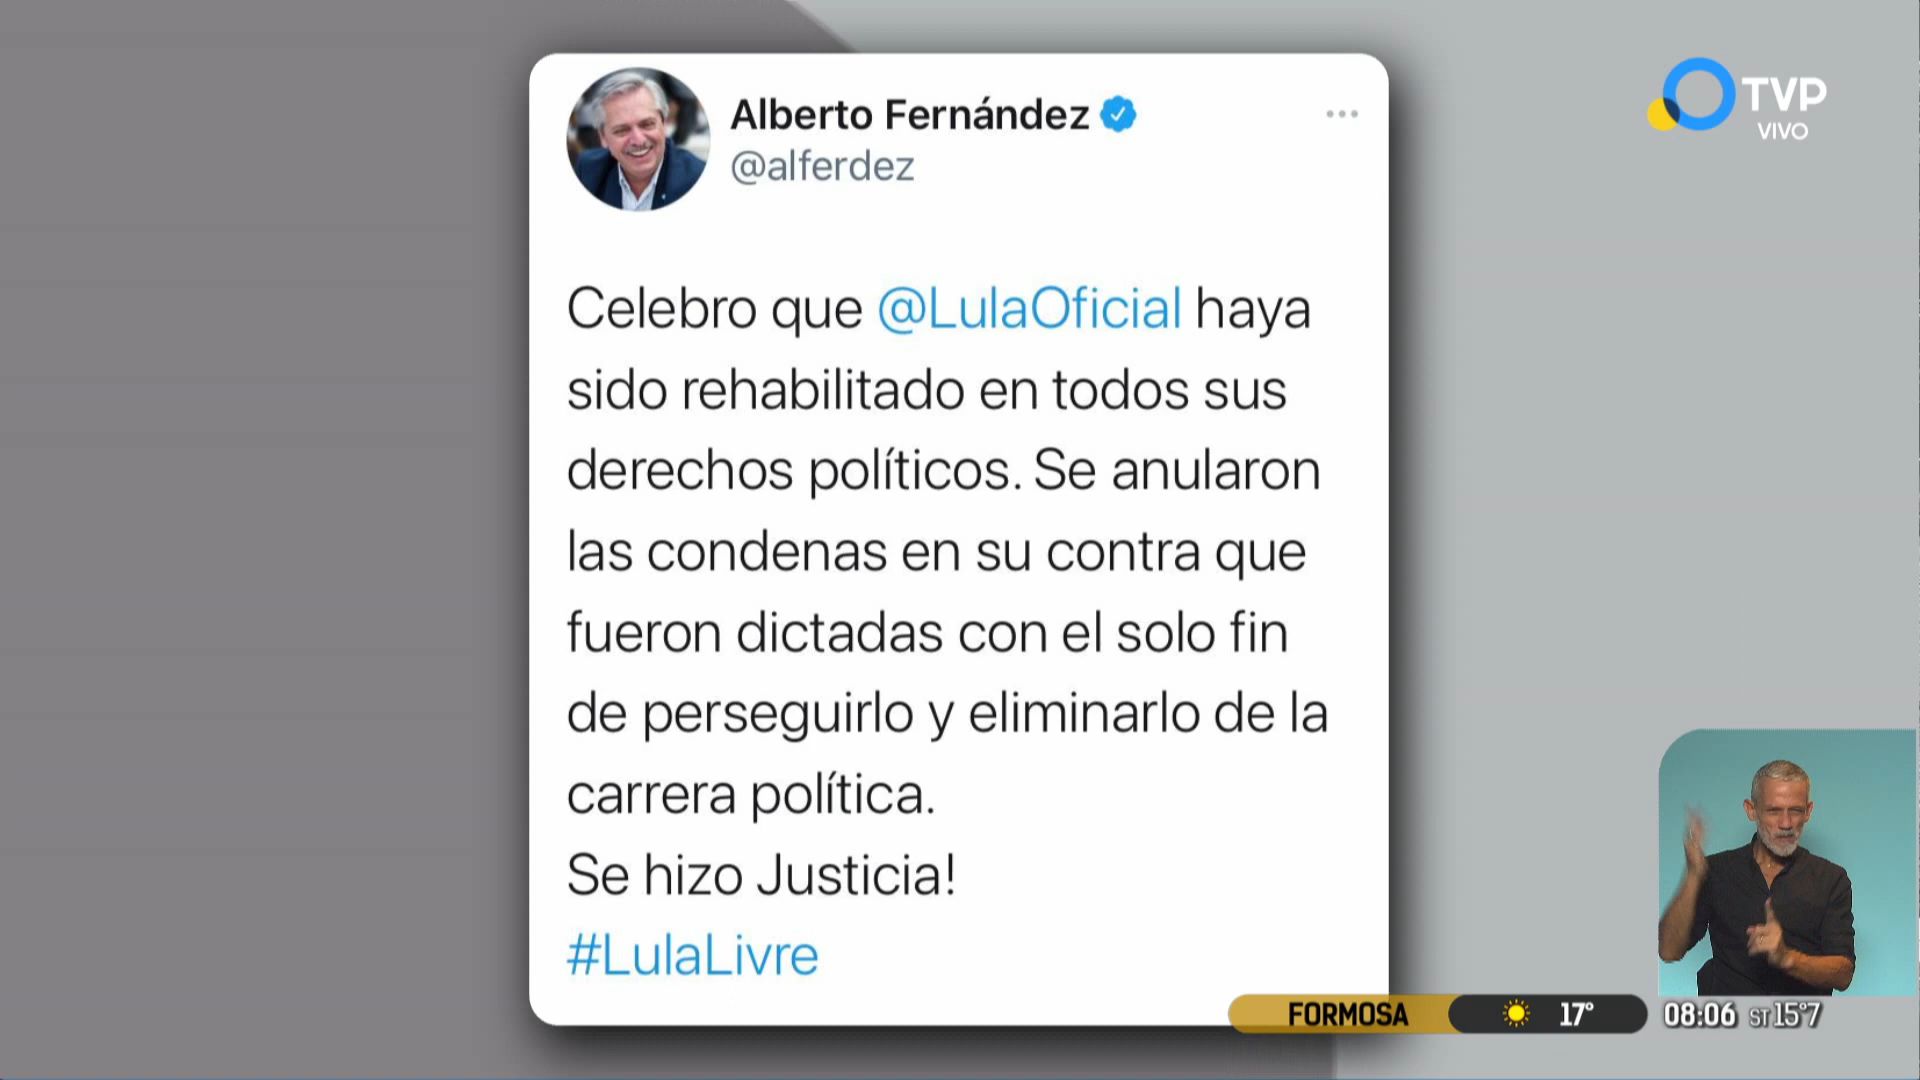 Alberto Fernández
@alferdez
Celebro que @LulaOficial haya
sido rehabilitado en todos sus
derechos políticos. Se anularon
las condenas en su contra que
fueron dictadas con el solo fin
de perseguirlo y eliminarlo de la
carrera política.
Se hizo Justicia!
#LulaLivre
TVP
VIVO
FORMOSA 17° 08:06 ST 15°7